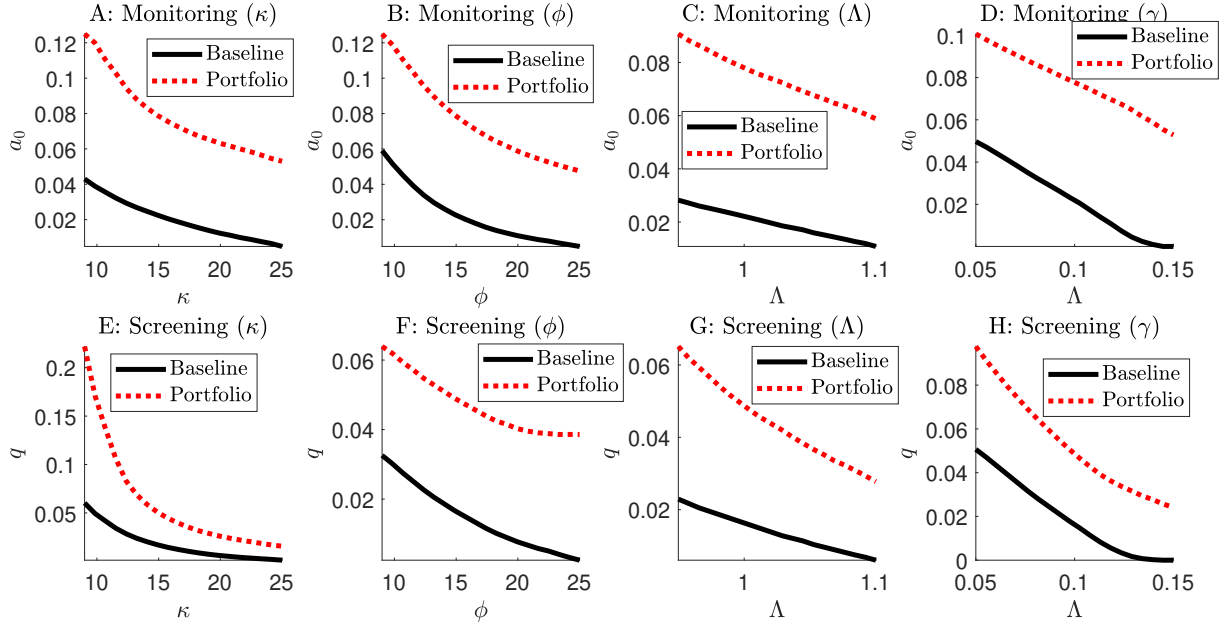 A: Monitoring (κ)
0.12
0.1
0.08
0.06
0.04
0.02
a₀
Baseline
Portfolio
10
15
20
25
κ
B: Monitoring (ϕ)
0.12
0.1
0.08
0.06
0.04
0.02
a₀
Baseline
Portfolio
10
15
20
25
ϕ
C: Monitoring (Λ)
0.08
0.06
0.04
0.02
a₀
Baseline
Portfolio
1
1.1
Λ
D: Monitoring (γ)
0.1
0.08
0.06
0.04
0.02
a₀
Baseline
Portfolio
0.05
0.1
0.15
Λ
E: Screening (κ)
0.2
0.15
0.1
0.05
q
Baseline
Portfolio
10
15
20
25
κ
F: Screening (ϕ)
0.06
0.04
0.02
q
Baseline
Portfolio
10
15
20
25
ϕ
G: Screening (Λ)
0.06
0.04
0.02
q
Baseline
Portfolio
1
1.1
Λ
H: Screening (γ)
0.08
0.06
0.04
0.02
0
q
Baseline
Portfolio
0.05
0.1
0.15
Λ